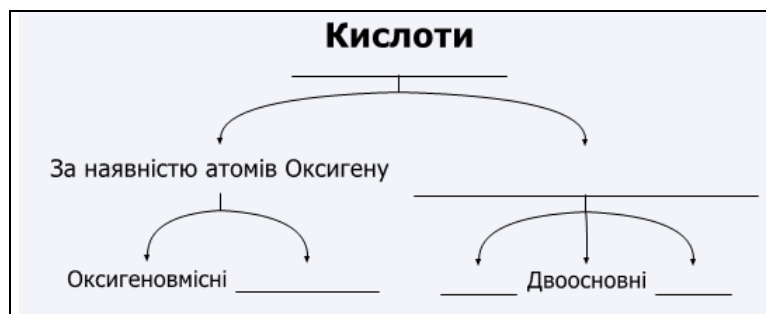 Кислоти
За наявністю атомів Оксигену
Оксигеновмісні
Двоосновні